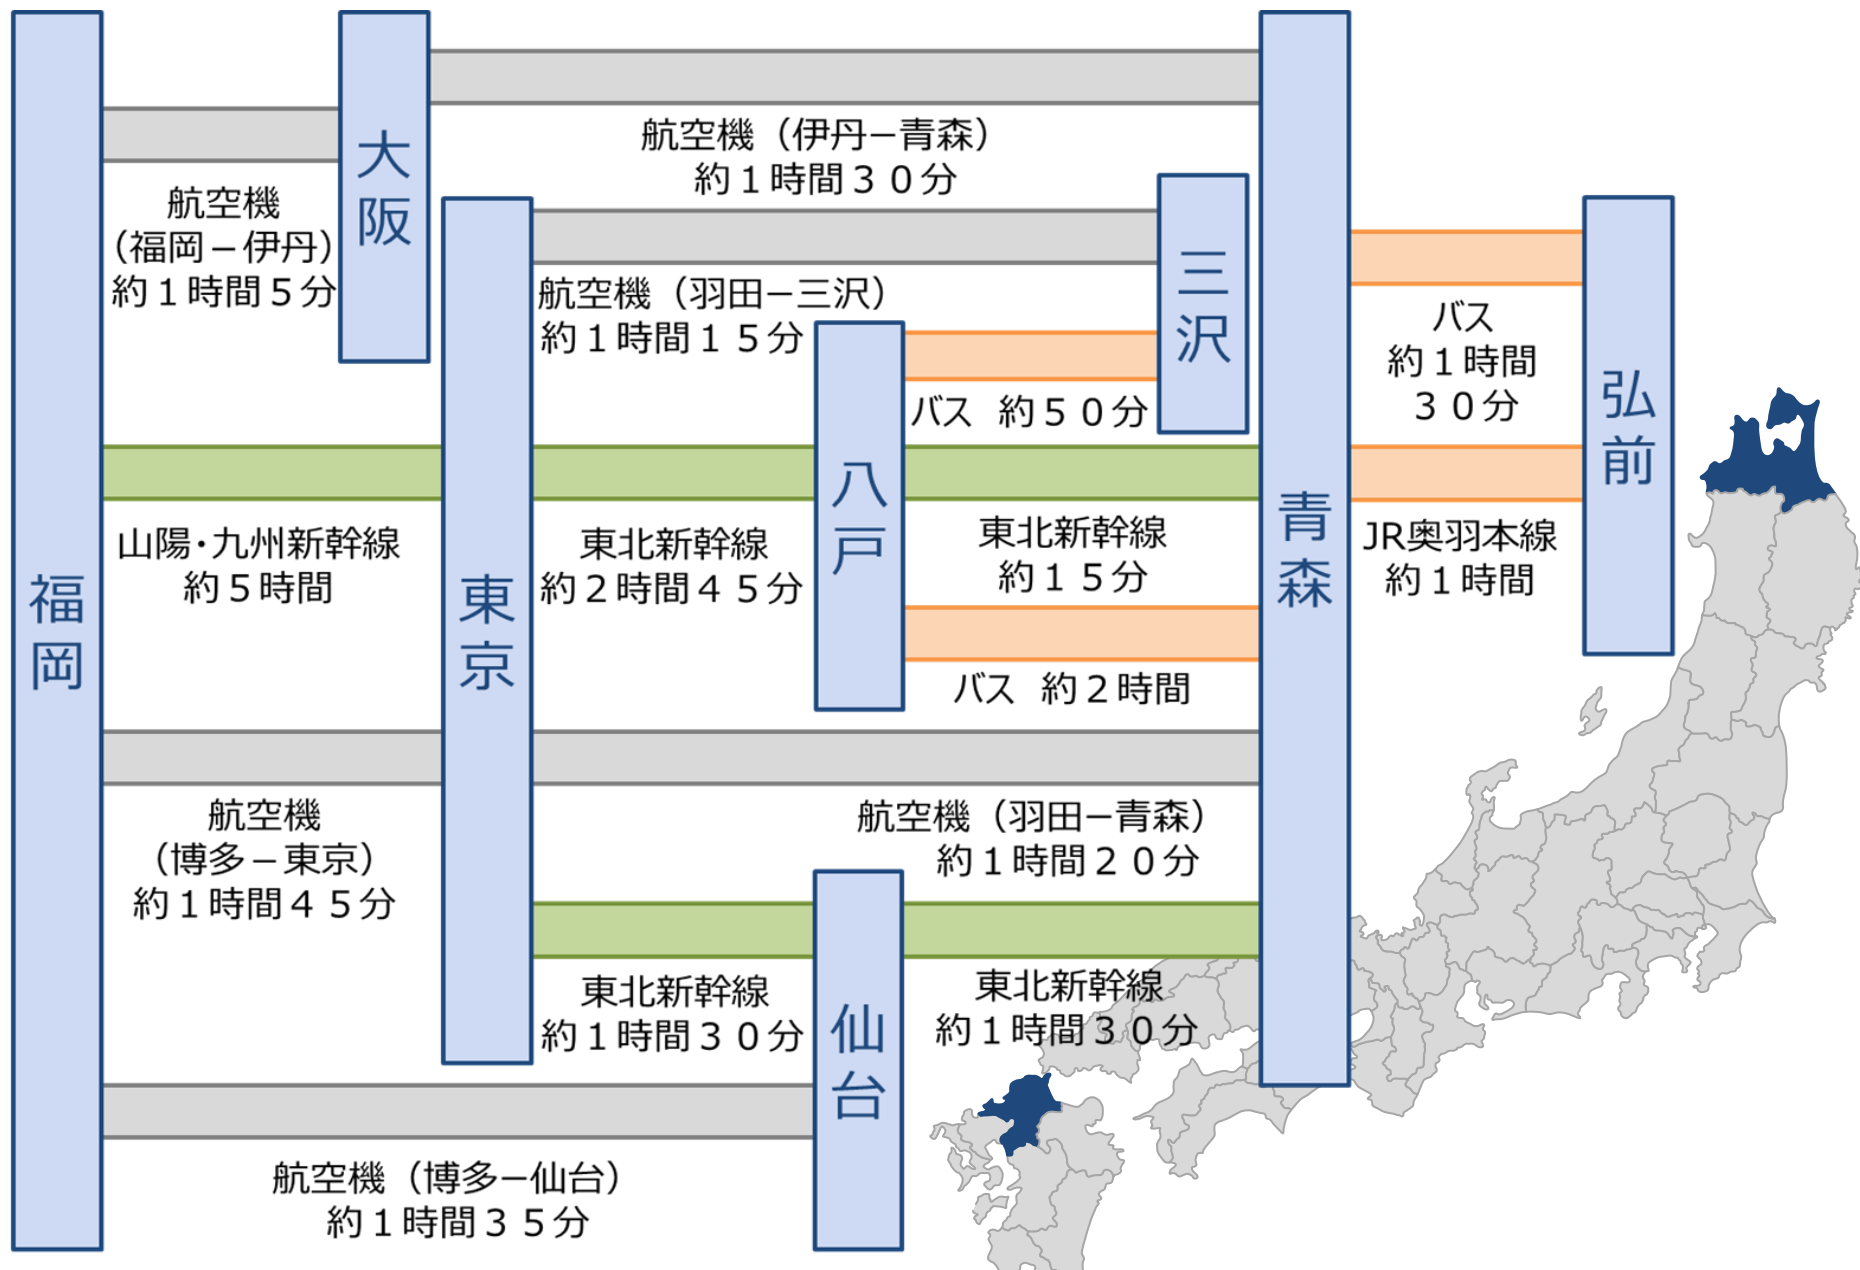 福岡
大阪
航空機（伊丹－青森）
約１時間３０分
青森
航空機
（福岡－伊丹）
約１時間５分
東京
航空機（羽田－三沢）
約１時間１５分
三沢
八戸
バス 約５０分
バス
約１時間
３０分
弘前
山陽・九州新幹線
約５時間
東北新幹線
約２時間４５分
東北新幹線
約１５分
JR奥羽本線
約１時間
バス 約２時間
航空機
（博多－東京）
約１時間４５分
航空機（羽田－青森）
約１時間２０分
仙台
東北新幹線
約１時間３０分
東北新幹線
約１時間３０分
航空機（博多－仙台）
約１時間３５分